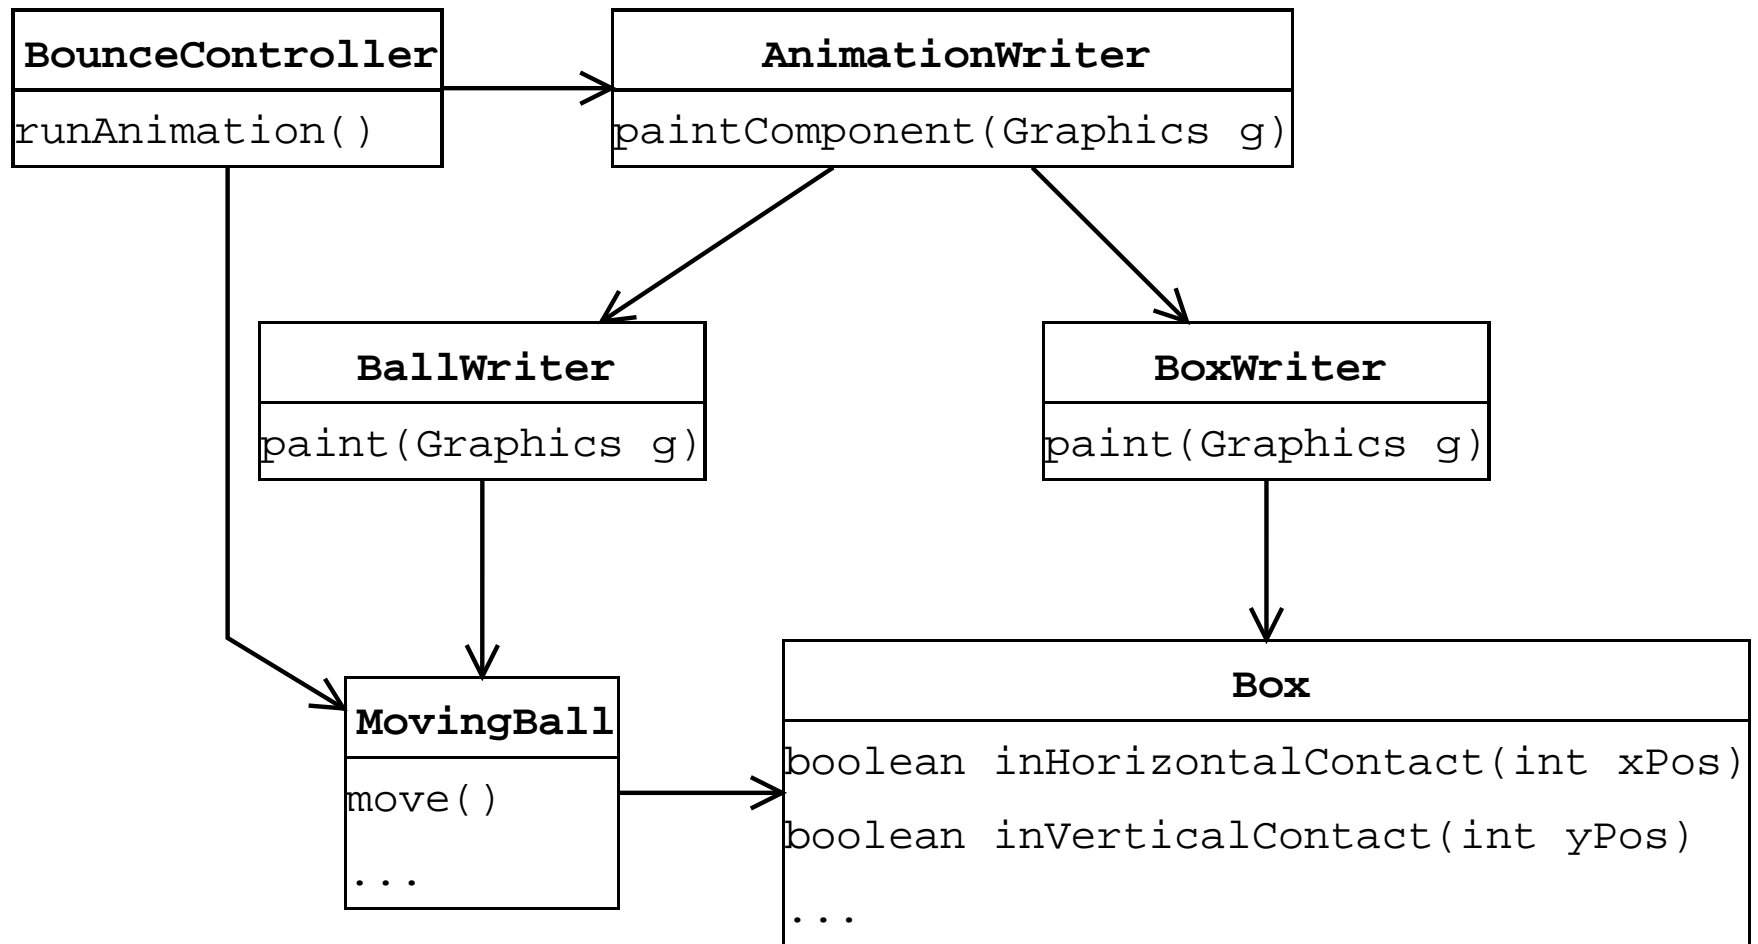 BounceController
runAnimation()
AnimationWriter
paintComponent(Graphics g)
BallWriter
paint(Graphics g)
BoxWriter
paint(Graphics g)
MovingBall
move()
...
Box
boolean inHorizontalContact(int xPos)
boolean inVerticalContact(int yPos)
...